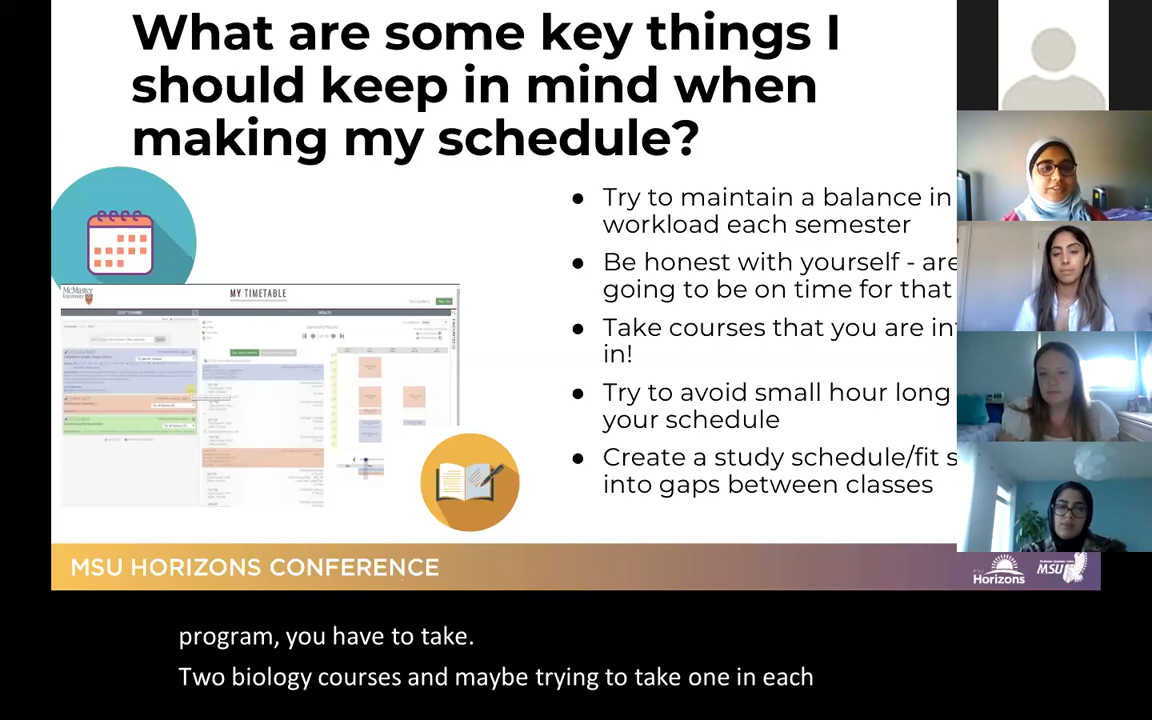 What are some key things I
should keep in mind when
making my schedule?
● Try to maintain a balance in
workload each semester
● Be honest with yourself - are
going to be on time for that
● Take courses that you are in
in!
● Try to avoid small hour long
your schedule
● Create a study schedule/fit s
into gaps between classes
McMaster
University
MY TIMETABLE
MSU HORIZONS CONFERENCE
Horizons
MSU
program, you have to take.
Two biology courses and maybe trying to take one in each